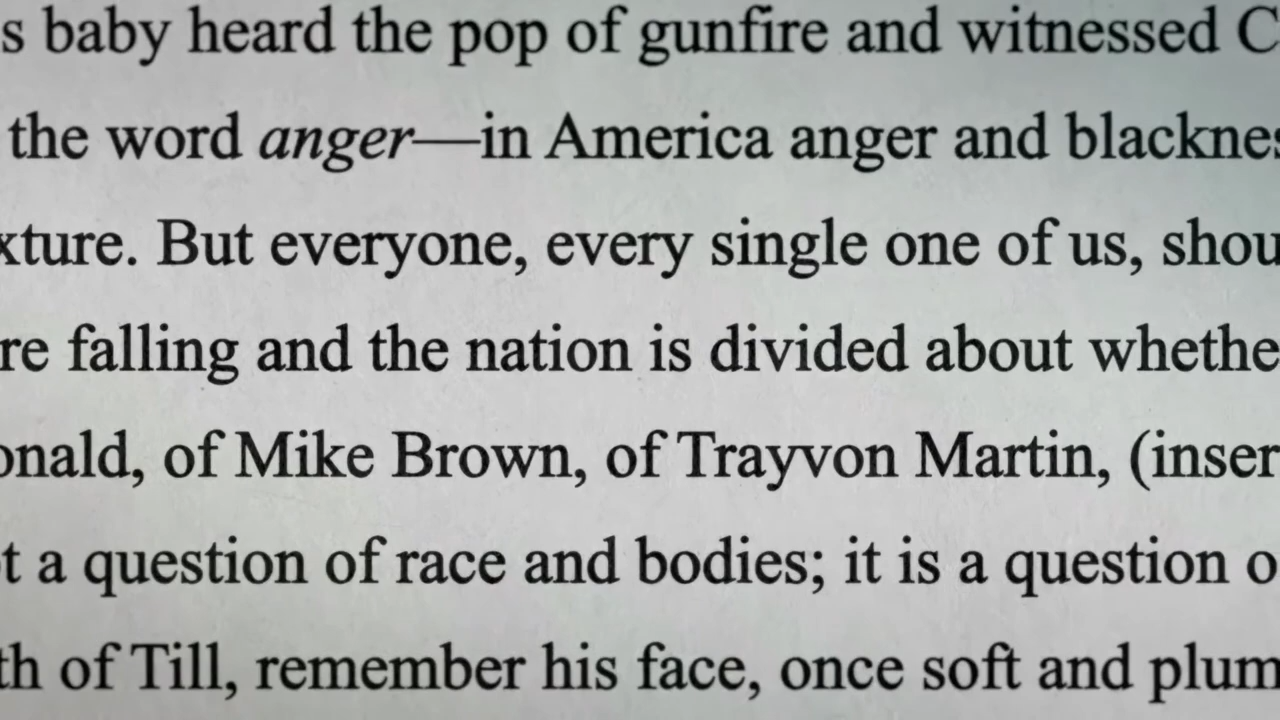 s baby heard the pop of gunfire and witnessed C
the word anger—in America anger and blacknes
xture. But everyone, every single one of us, shou
re falling and the nation is divided about whethe
onald, of Mike Brown, of Trayvon Martin, (inser
t a question of race and bodies; it is a question o
th of Till, remember his face, once soft and plum